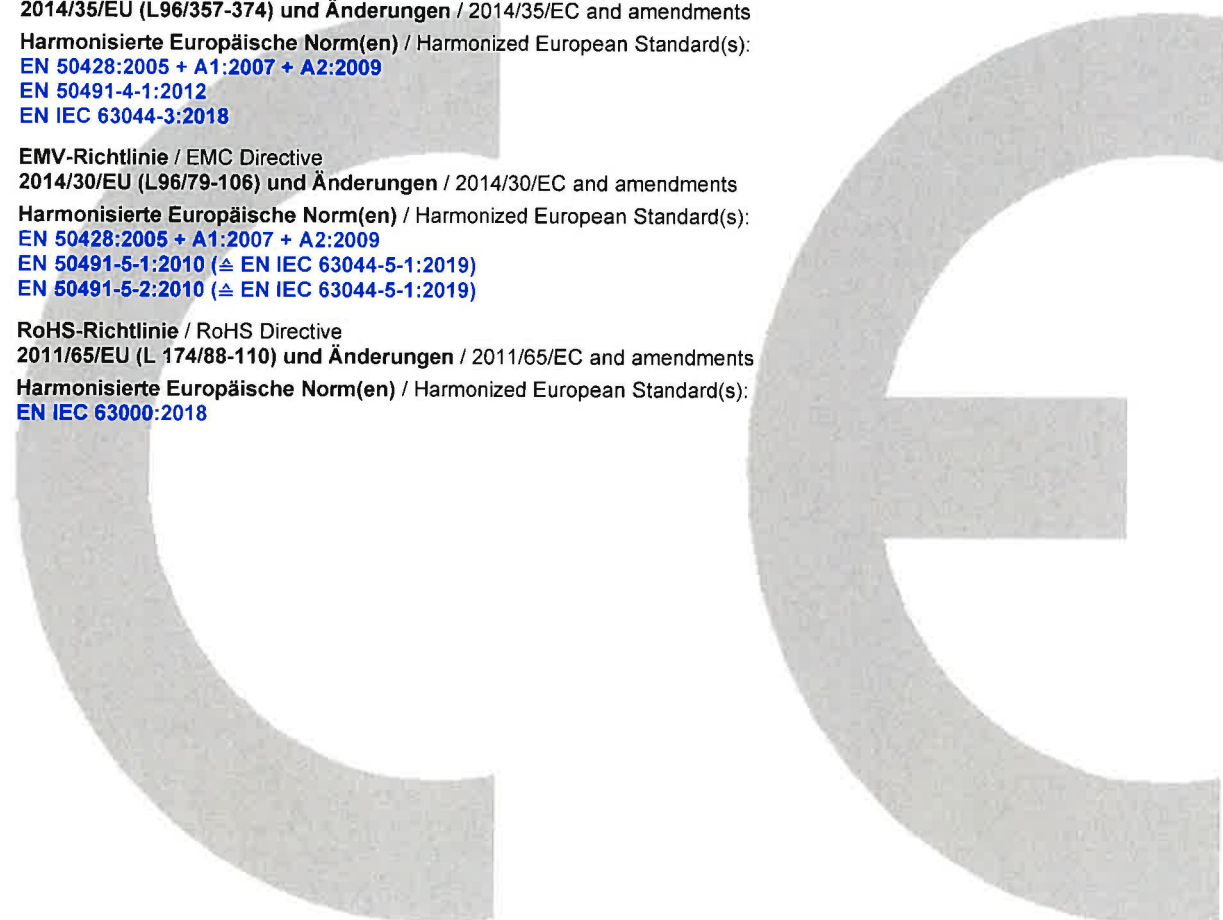 2014/35/EU (L96/357-374) und Änderungen / 2014/35/EC and amendments
Harmonisierte Europäische Norm(en) / Harmonized European Standard(s):
EN 50428:2005 + A1:2007 + A2:2009
EN 50491-4-1:2012
EN IEC 63044-3:2018
EMV-Richtlinie / EMC Directive
2014/30/EU (L96/79-106) und Änderungen / 2014/30/EC and amendments
Harmonisierte Europäische Norm(en) / Harmonized European Standard(s):
EN 50428:2005 + A1:2007 + A2:2009
EN 50491-5-1:2010 (≙ EN IEC 63044-5-1:2019)
EN 50491-5-2:2010 (≙ EN IEC 63044-5-1:2019)
RoHS-Richtlinie / RoHS Directive
2011/65/EU (L 174/88-110) und Änderungen / 2011/65/EC and amendments
Harmonisierte Europäische Norm(en) / Harmonized European Standard(s):
EN IEC 63000:2018
CE